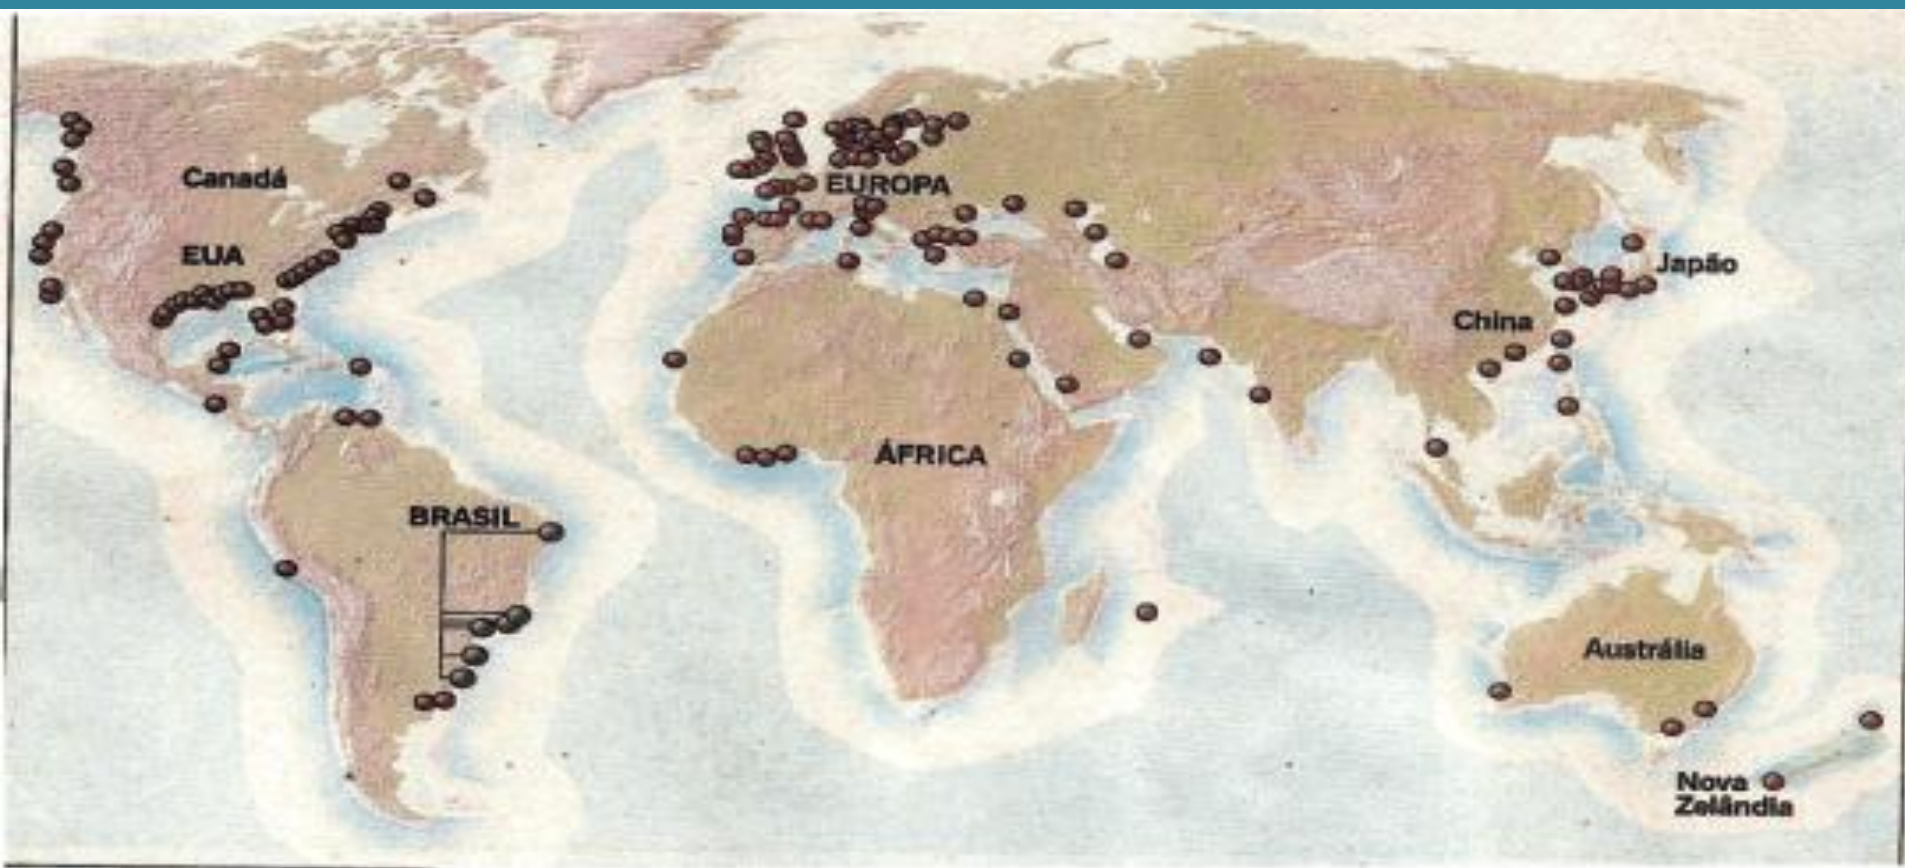 Canadá
EUROPA
EUA
Japão
China
ÁFRICA
BRASIL
Austrália
Nova
Zelândia